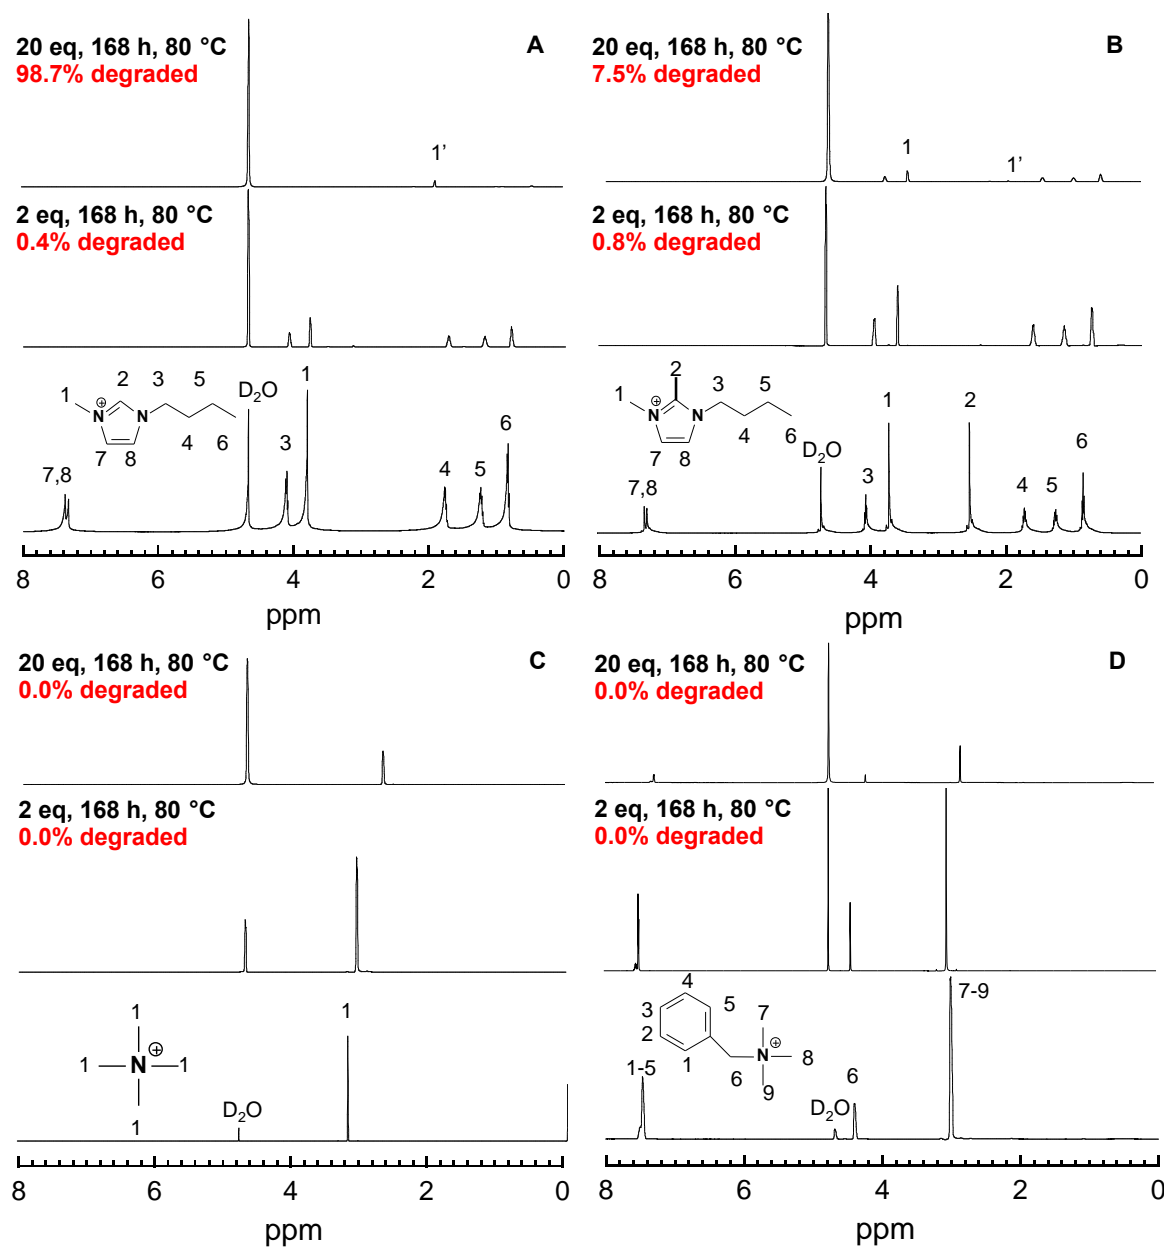 20 eq, 168 h, 80 °C
98.7% degraded
A
1’
2 eq, 168 h, 80 °C
0.4% degraded
1 2 3 5
N⊕ N
4 6
7 8
7,8
D2O
3
1
4
5
6
8 6 4 2 0
ppm
20 eq, 168 h, 80 °C
7.5% degraded
B
1
1’
2 eq, 168 h, 80 °C
0.8% degraded
2
1 3 5
N⊕ N
4 6
7 8
7,8
D2O
3
1
2
4
5
6
8 6 4 2 0
ppm
20 eq, 168 h, 80 °C
0.0% degraded
C
2 eq, 168 h, 80 °C
0.0% degraded
1
⊕
1 N 1
1
D2O
1
8 6 4 2 0
ppm
20 eq, 168 h, 80 °C
0.0% degraded
D
2 eq, 168 h, 80 °C
0.0% degraded
4
3 5 7
2 ⊕
N 8
1 6
9
1-5
D2O
6
7-9
8 6 4 2 0
ppm